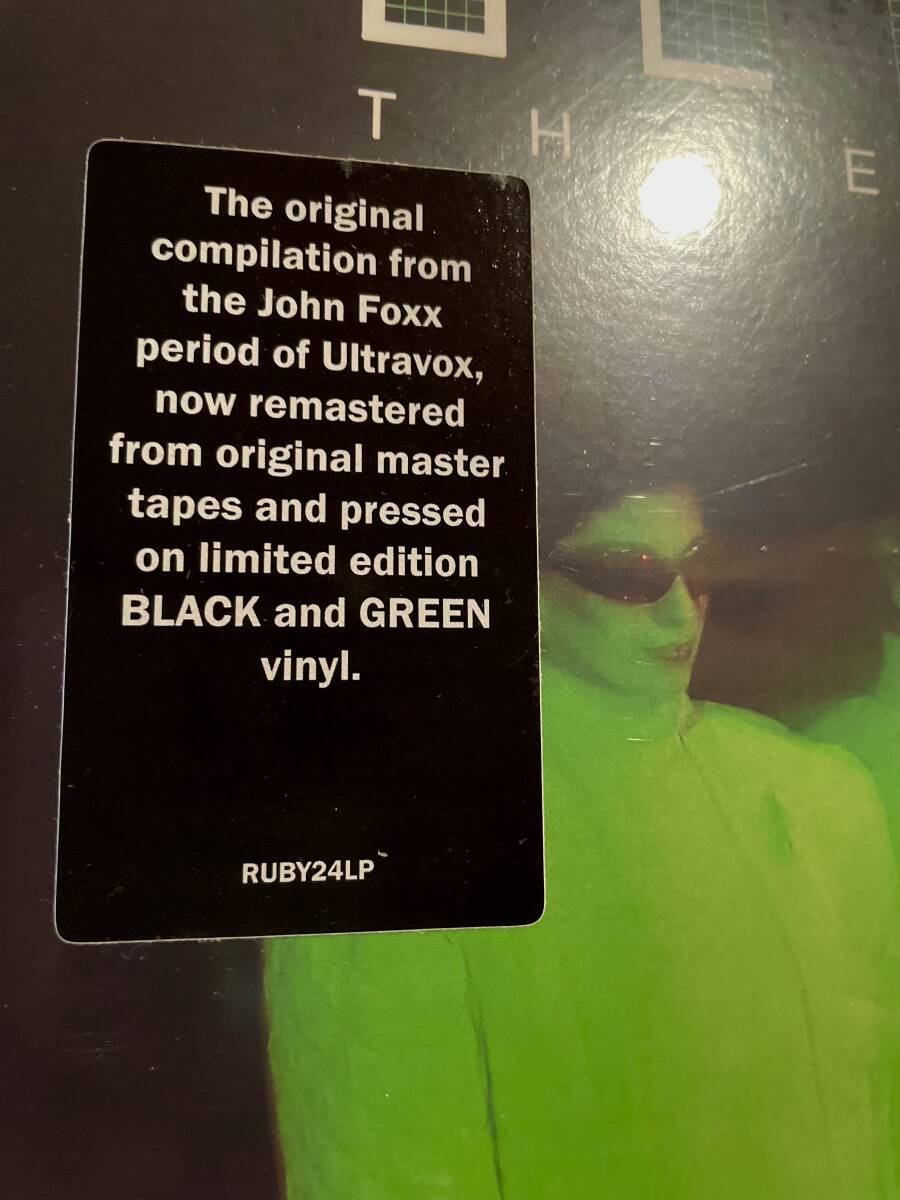 T H E
The original
compilation from
the John Foxx
period of Ultravox,
now remastered
from original master
tapes and pressed
on limited edition
BLACK and GREEN
vinyl.
RUBY24LP